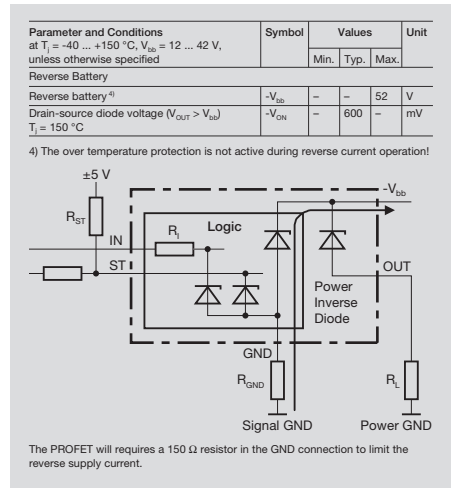 Parameter and Conditions Symbol Values Unit
at Tj = -40 ... +150 °C, Vbb = 12 ... 42 V,
unless otherwise specified Min. Typ. Max.
Reverse Battery
Reverse battery 4) -Vbb – – 52 V
Drain-source diode voltage (VOUT > Vbb) -VON – 600 – mV
Tj = 150 °C
4) The over temperature protection is not active during reverse current operation!
±5 V
-Vbb
RST
Logic
RI
IN
ST
OUT
Power
Inverse
Diode
GND
RGND
RL
Signal GND
Power GND
The PROFET will requires a 150 Ω resistor in the GND connection to limit the
reverse supply current.